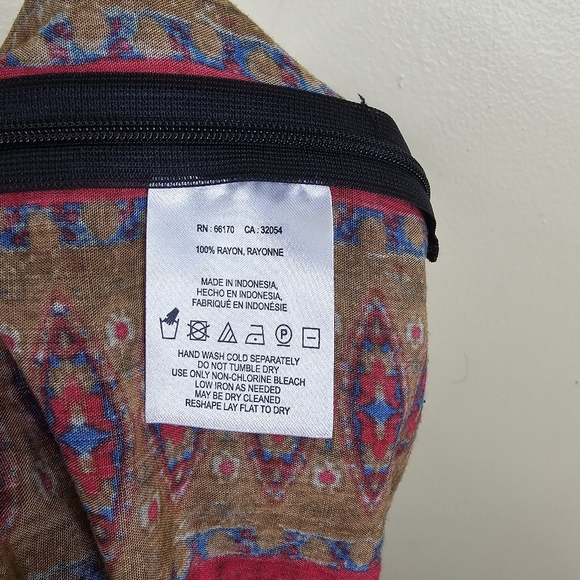 RN : 66170 CA : 32054
100% RAYON, RAYONNE
MADE IN INDONESIA,
HECHO EN INDONESIA,
FABRIQUÉ EN INDONÉSIE
P
HAND WASH COLD SEPARATELY
DO NOT TUMBLE DRY
USE ONLY NON-CHLORINE BLEACH
LOW IRON AS NEEDED
MAY BE DRY CLEANED
RESHAPE LAY FLAT TO DRY